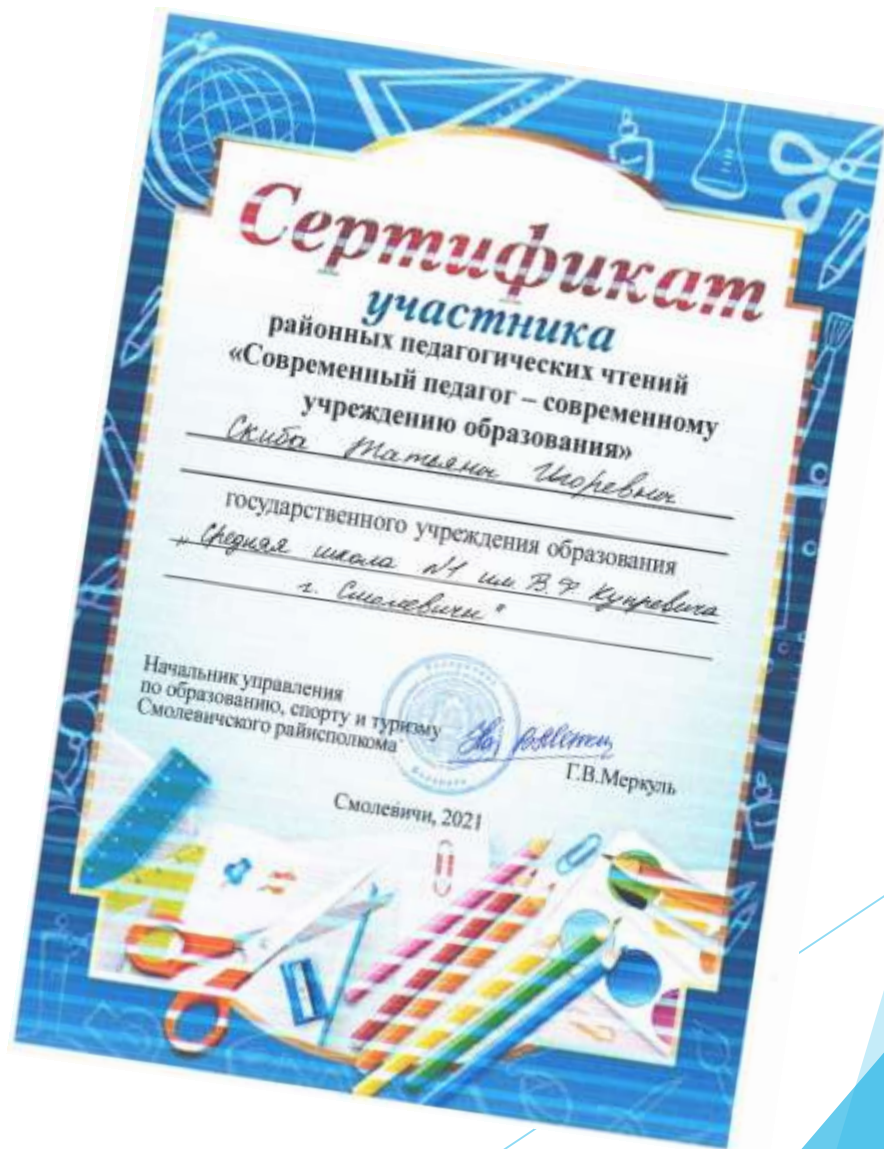 Сертификат
участника
районных педагогических чтений
«Современный педагог – современному
учреждению образования»
Скибы Татьяны Игоревны
государственного учреждения образования
„Средняя школа №1 им В.Ф Купревича
г. Смолевичи"
Начальник управления
по образованию, спорту и туризму
Смолевичского райисполкома
Г.В.Меркуль
Смолевичи, 2021